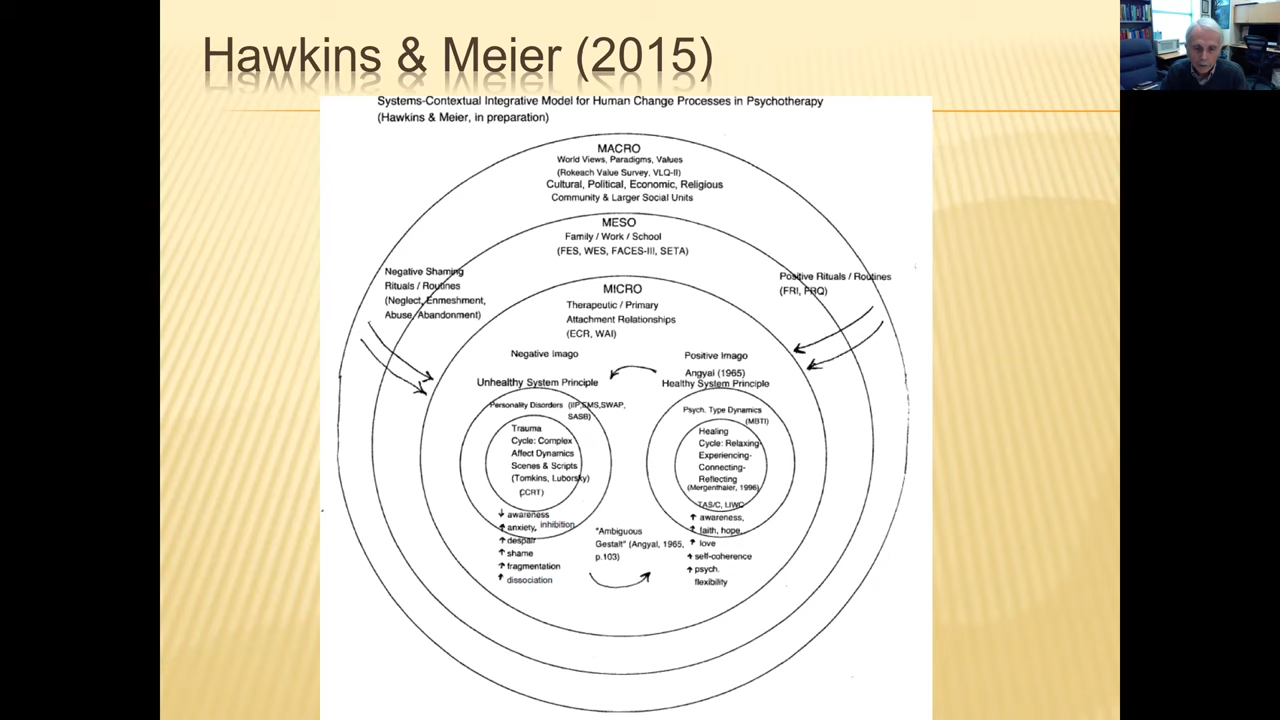 Hawkins & Meier (2015)
Systems-Contextual Integrative Model for Human Change Processes in Psychotherapy
(Hawkins & Meier, in preparation)
MACRO
World Views, Paradigms, Values
(Rokeach Value Survey, VLQ-II)
Cultural, Political, Economic, Religious
Community & Larger Social Units
MESO
Family / Work / School
(FES, WES, FACES-III, SETA)
Negative Shaming
Rituals / Routines
(Neglect, Enmeshment,
Abuse/Abandonment)
Positive Rituals / Routines
(FRI, PRQ)
MICRO
Therapeutic / Primary
Attachment Relationships
(ECR, WAI)
Negative Imago
Unhealthy System Principle
Personality Disorders (IIP,EMS,SWAP,
SASB)
Trauma
Cycle: Complex
Affect Dynamics
Scenes & Scripts
(Tomkins, Luborsky)
CCRT)
↓ awareness
↑ anxiety, inhibition
↑ despair
↑ shame
↑ fragmentation
↑ dissociation
"Ambiguous
Gestalt" (Angyal, 1965,
p.103)
Positive Imago
Angyal (1965)
Healthy System Principle
Psych. Type Dynamics
(MBTI)
Healing
Cycle: Relaxing-
Experiencing-
Connecting-
Reflecting
(Mergenthaler, 1996)
TAS/C, LIWC
↑ awareness,
↑ faith, hope,
↑ love
↑ self-coherence
↑ psych.
flexibility